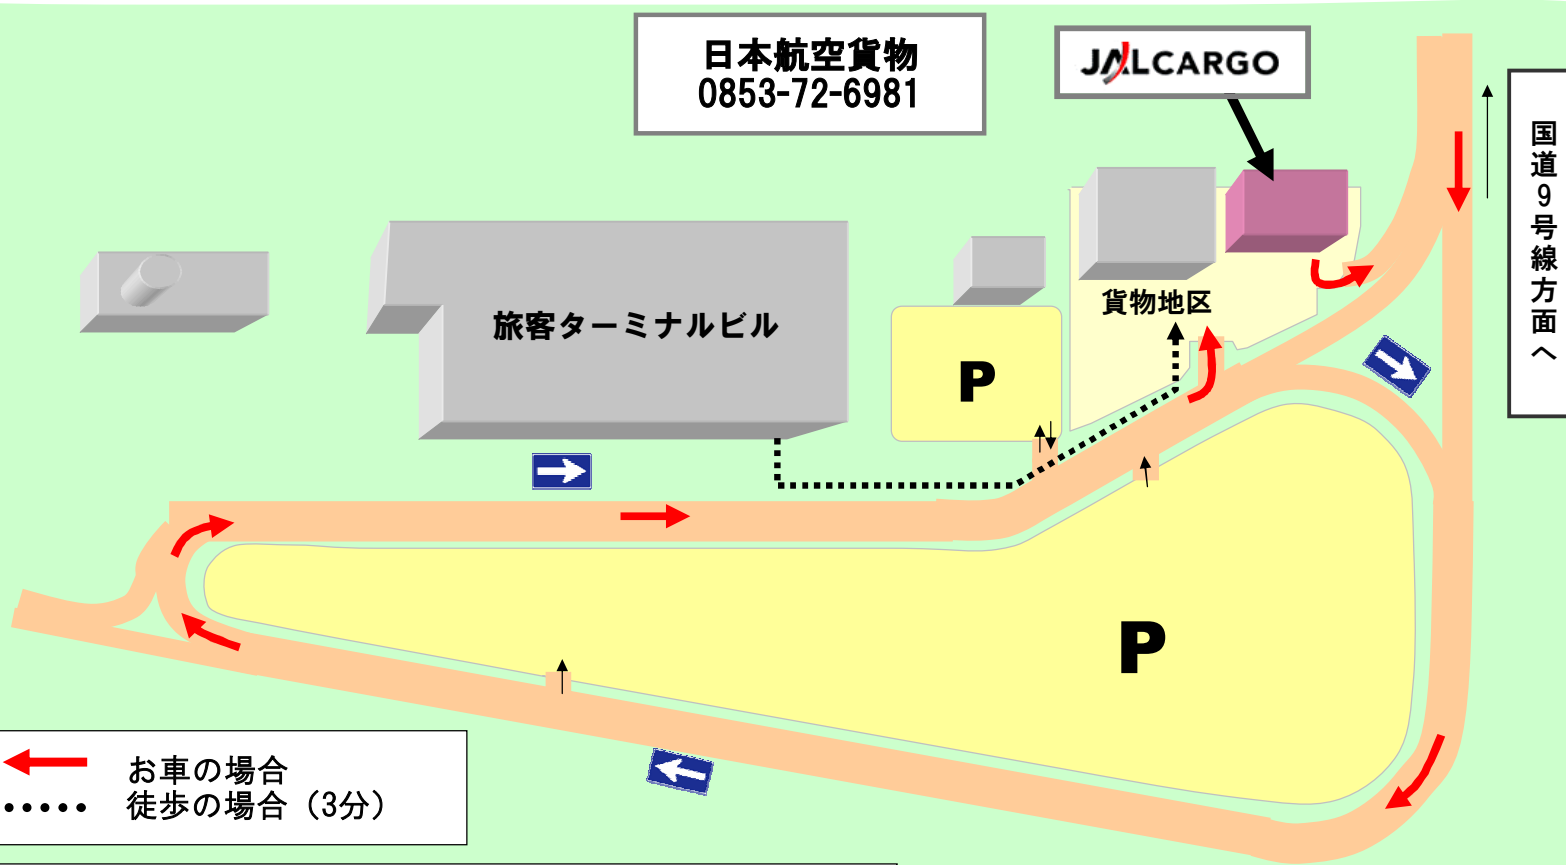 日本航空貨物
0853-72-6981
JALCARGO
国道9号線方面へ
貨物地区
旅客ターミナルビル
P
P
お車の場合
徒歩の場合（3分）